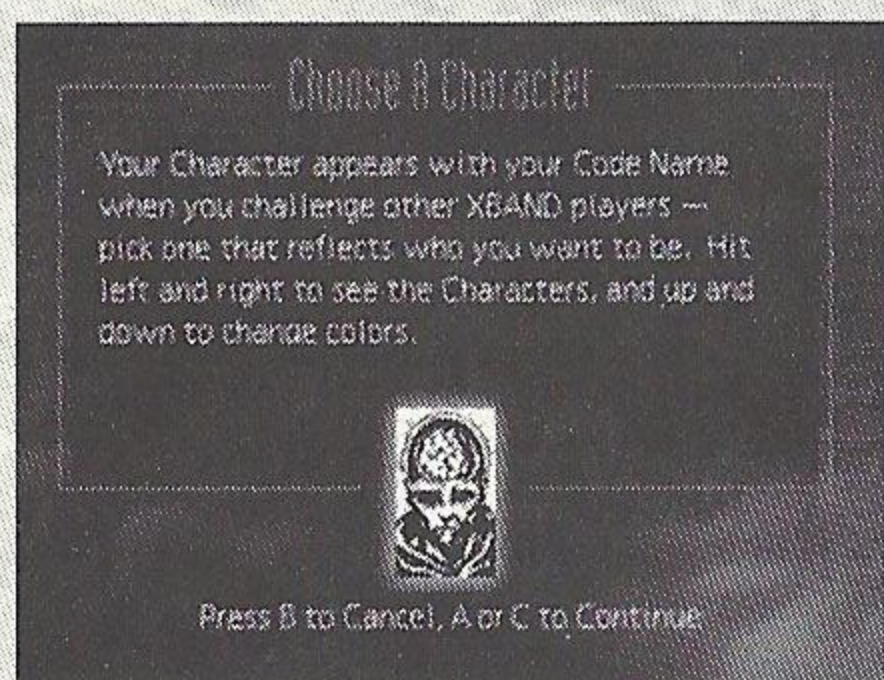 Choose A Character
Your Character appears with your Code Name
when you challenge other XBAND players —
pick one that reflects who you want to be. Hit
left and right to see the Characters, and up and
down to change colors.
Press B to Cancel, A or C to Continue